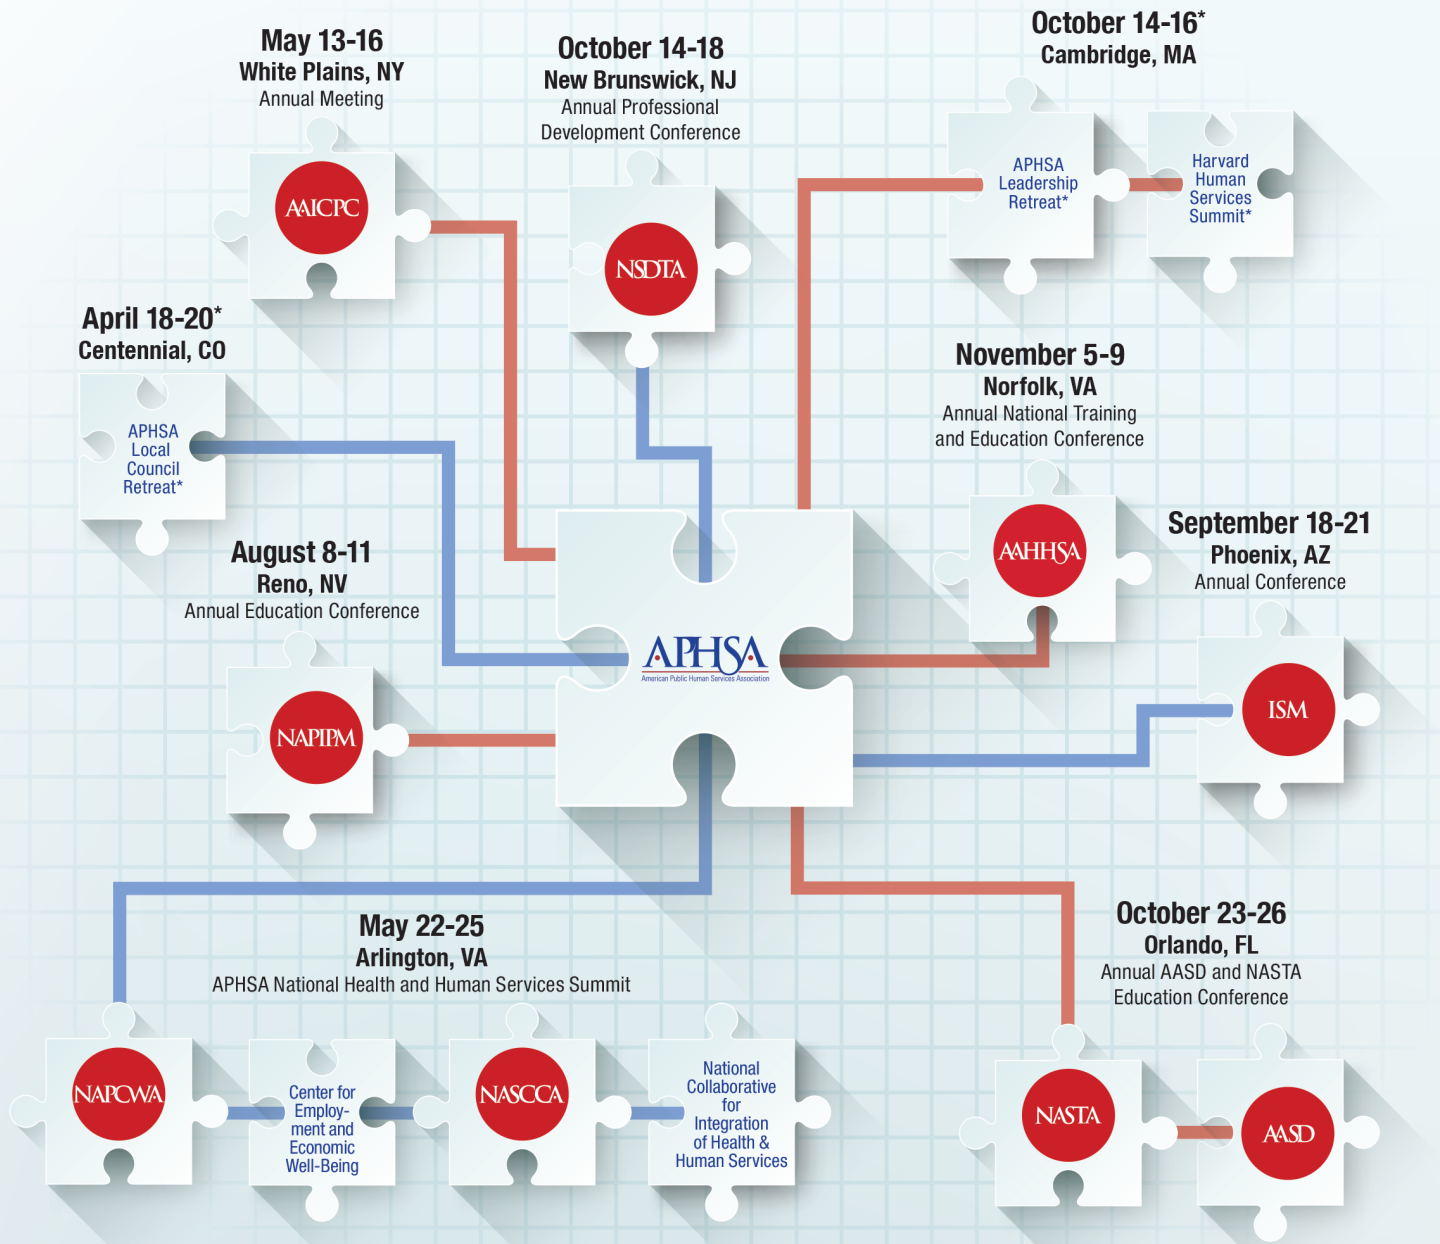 May 13-16
White Plains, NY
Annual Meeting
AAICPC
October 14-18
New Brunswick, NJ
Annual Professional
Development Conference
NSDTA
October 14-16*
Cambridge, MA
APHSA
Leadership
Retreat*
Harvard
Human
Services
Summit*
April 18-20*
Centennial, CO
APHSA
Local
Council
Retreat*
November 5-9
Norfolk, VA
Annual National Training
and Education Conference
AAHHSA
August 8-11
Reno, NV
Annual Education Conference
NAPIPM
APHSA
American Public Human Services Association
September 18-21
Phoenix, AZ
Annual Conference
ISM
May 22-25
Arlington, VA
APHSA National Health and Human Services Summit
NAPCWA
Center for
Employ-
ment and
Economic
Well-Being
NASCCA
National
Collaborative
for
Integration
of Health &
Human Services
October 23-26
Orlando, FL
Annual AASD and NASTA
Education Conference
NASTA
AASD